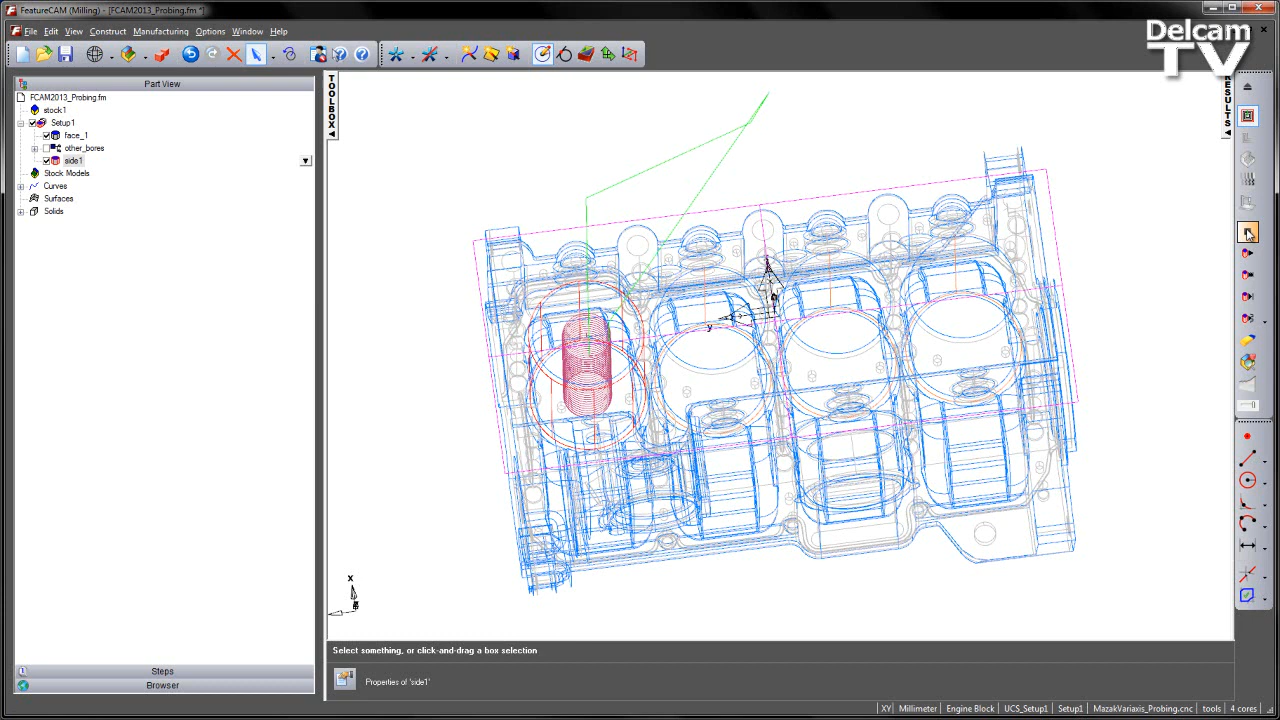 FeatureCAM (Milling) - [FCAM2013_Probing.fm *]
File Edit View Construct Manufacturing Options Window Help
Delcam
TV
Part View
FCAM2013_Probing.fm
stock1
Setup1
face_1
other_bores
side1
Stock Models
Curves
Surfaces
Solids
TOOLBOX
RESULTS
y
x
Steps
Browser
Select something, or click-and-drag a box selection
Properties of 'side1'
XY Millimeter Engine Block UCS_Setup1 Setup1 MazakVariaxis_Probing.cnc tools 4 cores